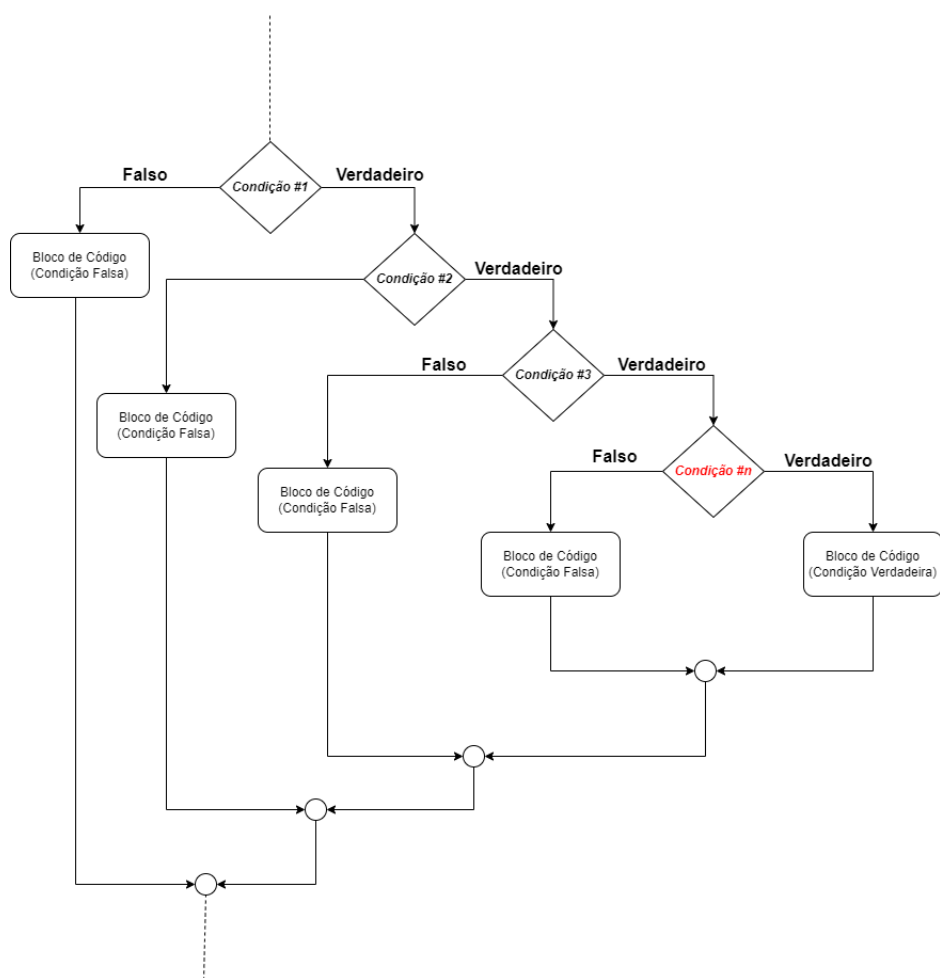 Falso
Condição #1
Verdadeiro
Bloco de Código
(Condição Falsa)
Condição #2
Verdadeiro
Falso
Condição #3
Verdadeiro
Bloco de Código
(Condição Falsa)
Falso
Condição #n
Verdadeiro
Bloco de Código
(Condição Falsa)
Bloco de Código
(Condição Falsa)
Bloco de Código
(Condição Verdadeira)